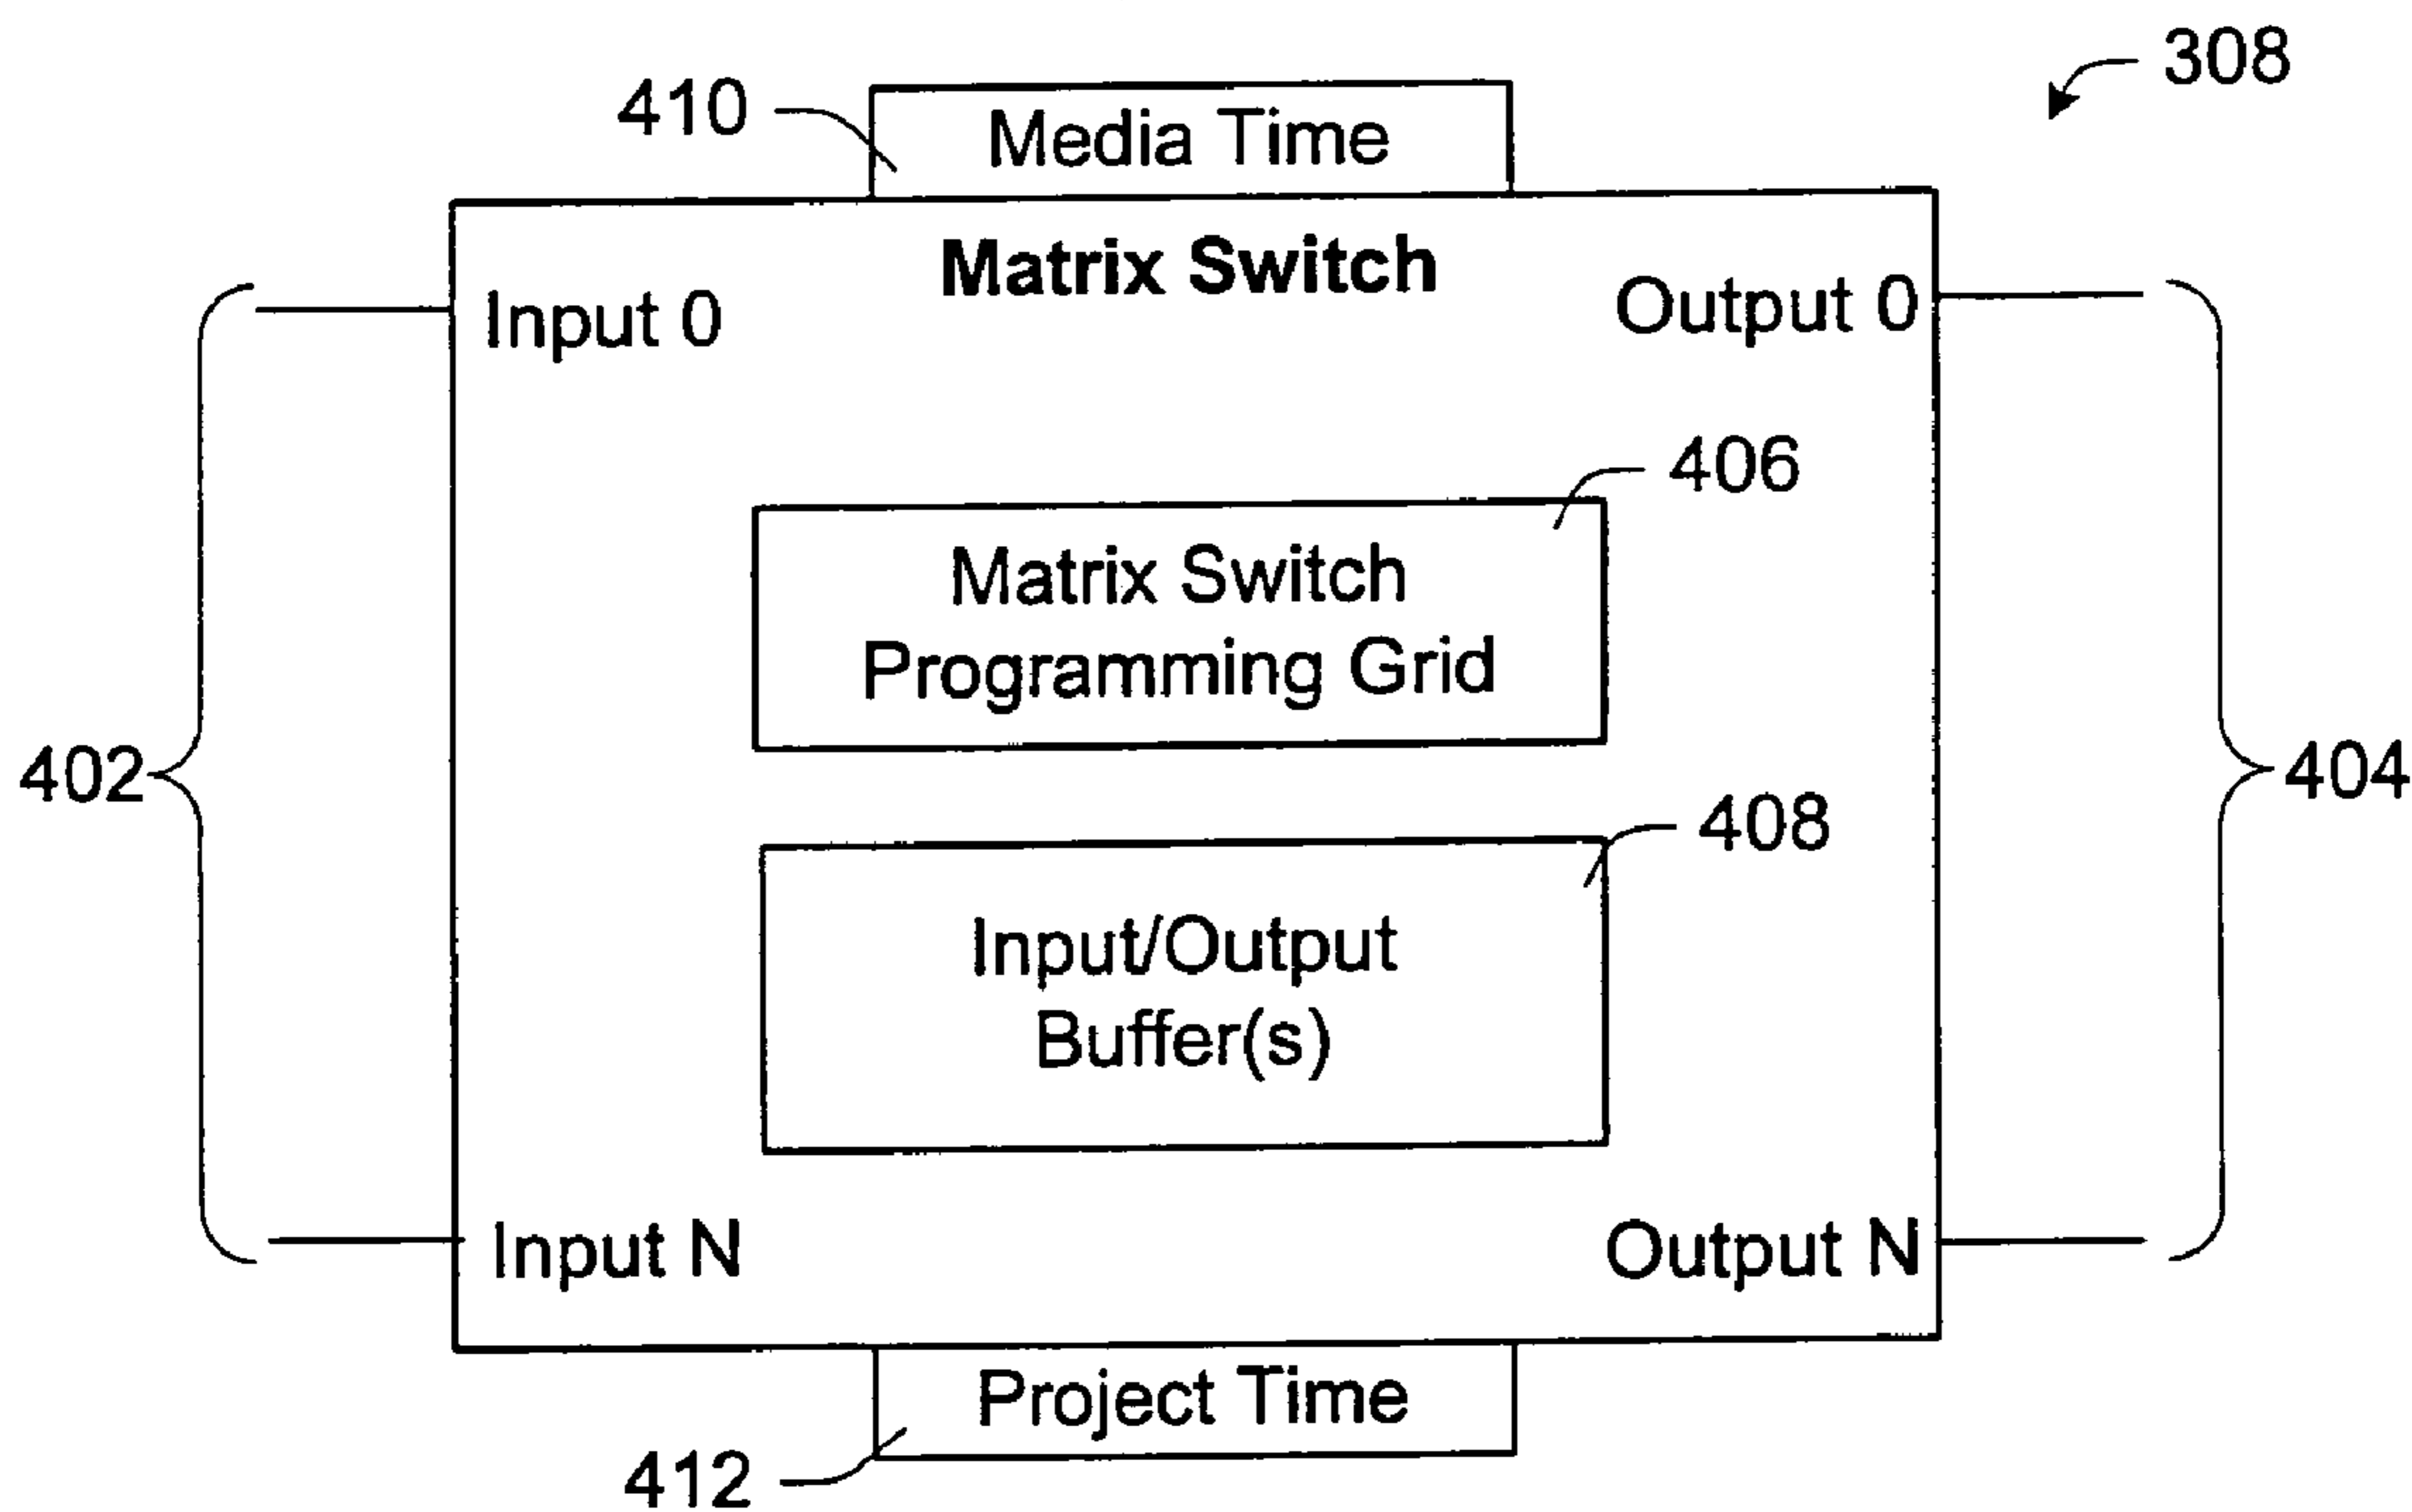 308
410
Media Time
Matrix Switch
Input 0
Output 0
406
Matrix Switch
Programming Grid
402
404
408
Input/Output
Buffer(s)
Input N
Output N
Project Time
412